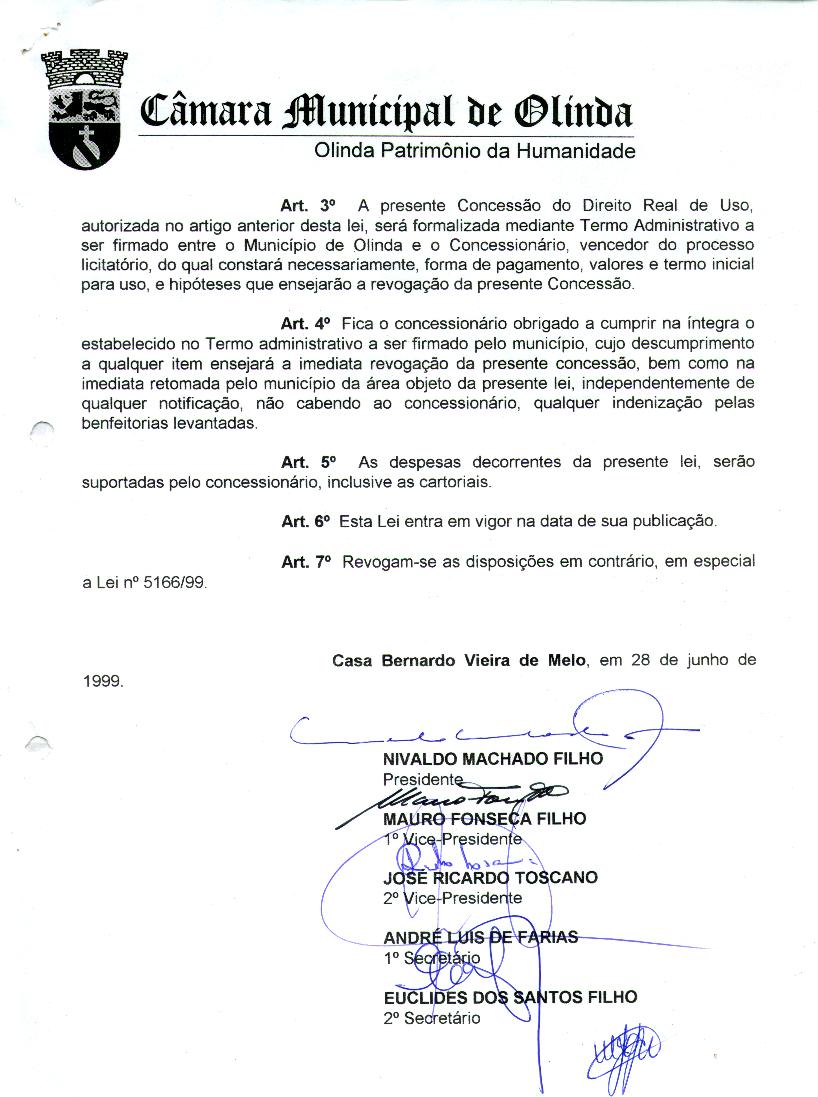 Câmara Municipal de Olinda
Olinda Patrimônio da Humanidade
Art. 3º A presente Concessão do Direito Real de Uso,
autorizada no artigo anterior desta lei, será formalizada mediante Termo Administrativo a
ser firmado entre o Município de Olinda e o Concessionário, vencedor do processo
licitatório, do qual constará necessariamente, forma de pagamento, valores e termo inicial
para uso, e hipóteses que ensejarão a revogação da presente Concessão.
Art. 4º Fica o concessionário obrigado a cumprir na íntegra o
estabelecido no Termo administrativo a ser firmado pelo município, cujo descumprimento
a qualquer item ensejará a imediata revogação da presente concessão, bem como na
imediata retomada pelo município da área objeto da presente lei, independentemente de
qualquer notificação, não cabendo ao concessionário, qualquer indenização pelas
benfeitorias levantadas.
Art. 5º As despesas decorrentes da presente lei, serão
suportadas pelo concessionário, inclusive as cartoriais.
Art. 6º Esta Lei entra em vigor na data de sua publicação.
Art. 7º Revogam-se as disposições em contrário, em especial
a Lei nº 5166/99.
Casa Bernardo Vieira de Melo, em 28 de junho de
1999.
NIVALDO MACHADO FILHO
Presidente
MAURO FONSECA FILHO
1º Vice-Presidente
JOSÉ RICARDO TOSCANO
2º Vice-Presidente
ANDRÉ LUIS DE FARIAS
1º Secretário
EUCLIDES DOS SANTOS FILHO
2º Secretário